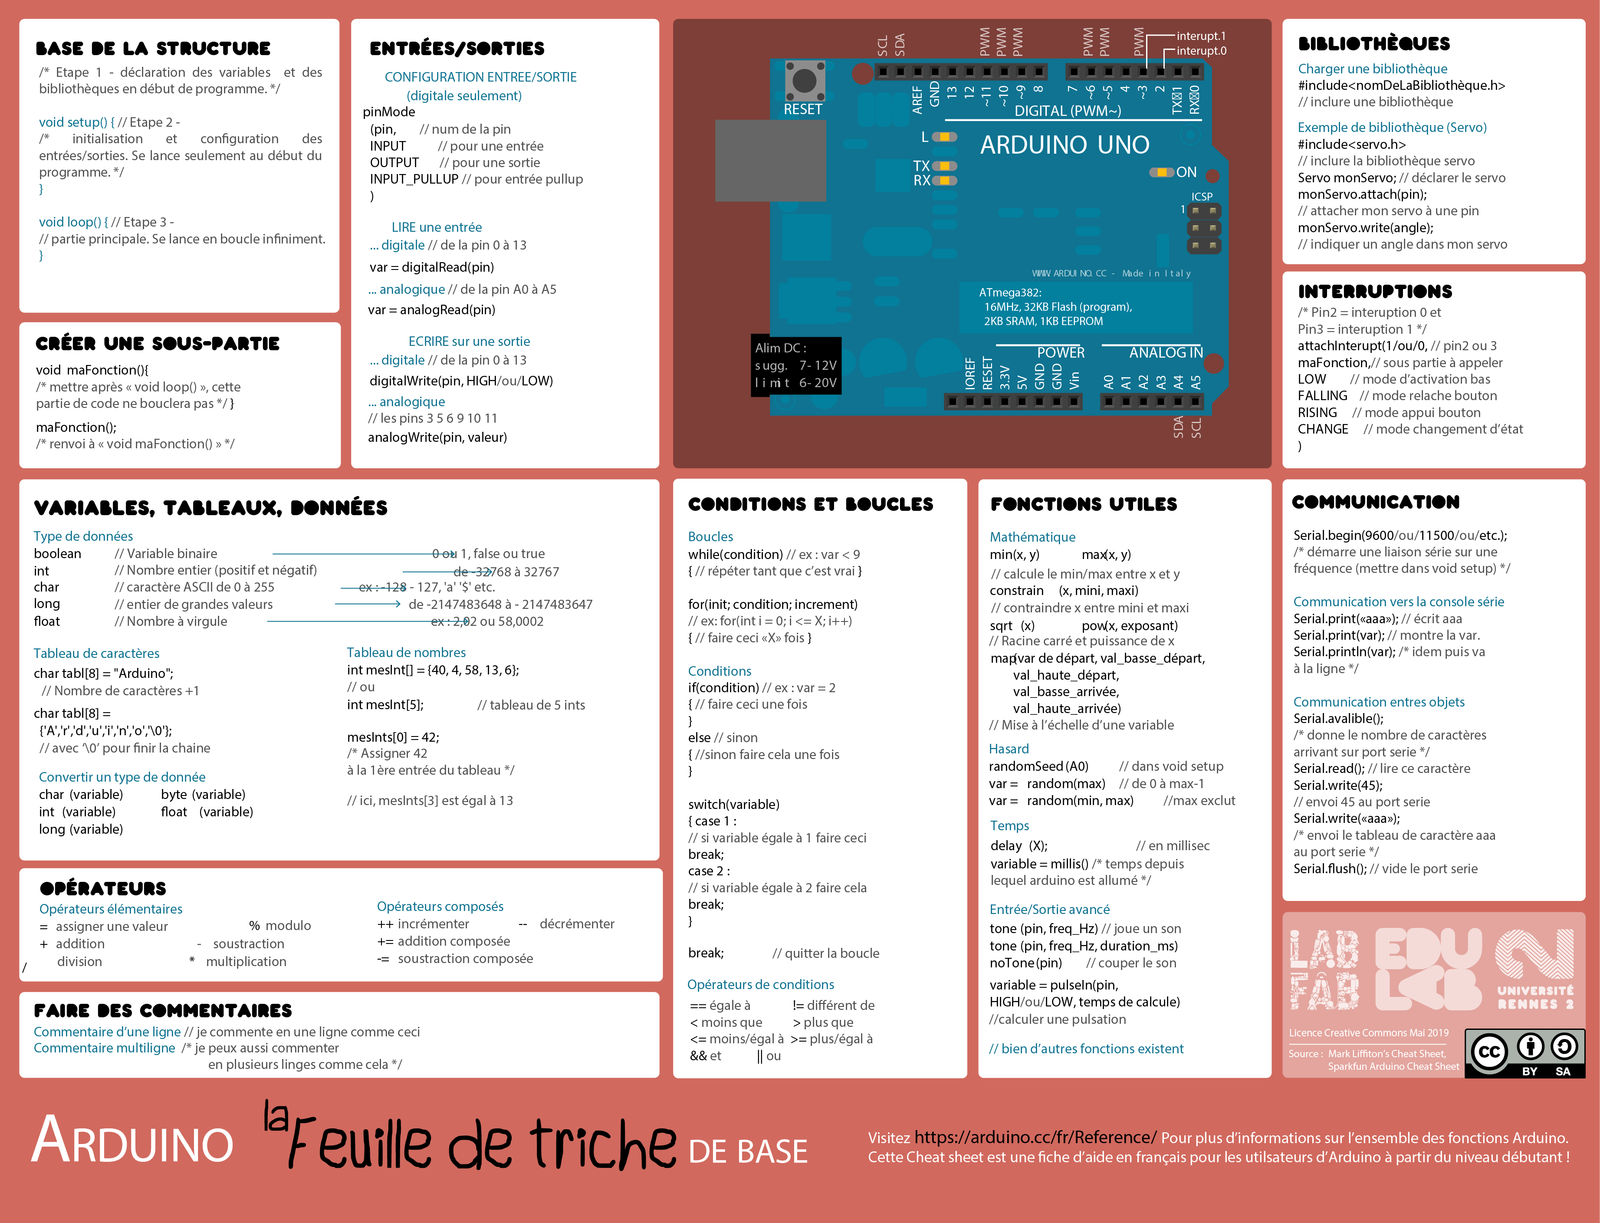 BASE DE LA STRUCTURE
/* Etape 1 - déclaration des variables et des
bibliothèques en début de programme. */
void setup() { // Etape 2 -
/* initialisation et configuration des
entrées/sorties. Se lance seulement au début du
programme. */
}
void loop() { // Etape 3 -
// partie principale. Se lance en boucle infiniment.
}
CRÉER UNE SOUS-PARTIE
void maFonction(){
/* mettre après « void loop() », cette
partie de code ne bouclera pas */ }
maFonction();
/* renvoi à « void maFonction() » */
ENTRÉES/SORTIES
CONFIGURATION ENTREE/SORTIE
(digitale seulement)
pinMode
(pin, // num de la pin
INPUT // pour une entrée
OUTPUT // pour une sortie
INPUT_PULLUP // pour entrée pullup
)
LIRE une entrée
... digitale // de la pin 0 à 13
var = digitalRead(pin)
... analogique // de la pin A0 à A5
var = analogRead(pin)
ECRIRE sur une sortie
... digitale // de la pin 0 à 13
digitalWrite(pin, HIGH/ou/LOW)
... analogique
// les pins 3 5 6 9 10 11
analogWrite(pin, valeur)
SCL
SDA
PWM
PWM
PWM
PWM
PWM
PWM
interupt.1
interupt.0
RESET
AREF
GND
13
12
~11
~10
~9
8
7
~6
~5
4
~3
2
TX 1
RX 0
DIGITAL (PWM~)
ARDUINO UNO
L
TX
RX
ON
ICSP
1
WWW.ARDUINO.CC - Made in Italy
ATmega382:
16MHz, 32KB Flash (program),
2KB SRAM, 1KB EEPROM
Alim DC :
sugg. 7-12V
limit 6-20V
POWER
ANALOG IN
IOREF
RESET
3.3V
5V
GND
GND
Vin
A0
A1
A2
A3
A4
A5
SDA
SCL
BIBLIOTHÈQUES
Charger une bibliothèque
#include<nomDeLaBibliothèque.h>
// inclure une bibliothèque
Exemple de bibliothèque (Servo)
#include<servo.h>
// inclure la bibliothèque servo
Servo monServo; // déclarer le servo
monServo.attach(pin);
// attacher mon servo à une pin
monServo.write(angle);
// indiquer un angle dans mon servo
INTERRUPTIONS
/* Pin2 = interuption 0 et
Pin3 = interuption 1 */
attachInterupt(1/ou/0, // pin2 ou 3
maFonction,// sous partie à appeler
LOW // mode d'activation bas
FALLING // mode relache bouton
RISING // mode appui bouton
CHANGE // mode changement d'état
)
VARIABLES, TABLEAUX, DONNÉES
Type de données
boolean // Variable binaire 0 ou 1, false ou true
int // Nombre entier (positif et négatif) de -32768 à 32767
char // caractère ASCII de 0 à 255 ex : -128 - 127, 'a' '$' etc.
long // entier de grandes valeurs de -2147483648 à - 2147483647
float // Nombre à virgule ex : 2,02 ou 58,0002
Tableau de caractères
char tabl[8] = "Arduino";
// Nombre de caractères +1
char tabl[8] =
{'A','r','d','u','i','n','o','\0'};
// avec '\0' pour finir la chaine
Convertir un type de donnée
char (variable) byte (variable)
int (variable) float (variable)
long (variable)
Tableau de nombres
int mesInt[] = {40, 4, 58, 13, 6};
// ou
int mesInt[5]; // tableau de 5 ints
mesInts[0] = 42;
/* Assigner 42
à la 1ère entrée du tableau */
// ici, mesInts[3] est égal à 13
OPÉRATEURS
Opérateurs élémentaires
= assigner une valeur % modulo
+ addition - soustraction
/ division * multiplication
Opérateurs composés
++ incrémenter -- décrémenter
+= addition composée
-= soustraction composée
FAIRE DES COMMENTAIRES
Commentaire d'une ligne // je commente en une ligne comme ceci
Commentaire multiligne /* je peux aussi commenter
en plusieurs linges comme cela */
CONDITIONS ET BOUCLES
Boucles
while(condition) // ex : var < 9
{ // répéter tant que c'est vrai }
for(init; condition; increment)
// ex: for(int i = 0; i <= X; i++)
{ // faire ceci «X» fois }
Conditions
if(condition) // ex : var = 2
{ // faire ceci une fois
}
else // sinon
{ //sinon faire cela une fois
}
switch(variable)
{ case 1 :
// si variable égale à 1 faire ceci
break;
case 2 :
// si variable égale à 2 faire cela
break;
}
break; // quitter la boucle
Opérateurs de conditions
== égale à != différent de
< moins que > plus que
<= moins/égal à >= plus/égal à
&& et || ou
FONCTIONS UTILES
Mathématique
min(x, y) max(x, y)
// calcule le min/max entre x et y
constrain (x, mini, maxi)
// contraindre x entre mini et maxi
sqrt (x) pow(x, exposant)
// Racine carré et puissance de x
map(var de départ, val_basse_départ,
val_haute_départ,
val_basse_arrivée,
val_haute_arrivée)
// Mise à l'échelle d'une variable
Hasard
randomSeed (A0) // dans void setup
var = random(max) // de 0 à max-1
var = random(min, max) //max exclut
Temps
delay (X); // en millisec
variable = millis() /* temps depuis
lequel arduino est allumé */
Entrée/Sortie avancé
tone (pin, freq_Hz) // joue un son
tone (pin, freq_Hz, duration_ms)
noTone(pin) // couper le son
variable = pulseIn(pin,
HIGH/ou/LOW, temps de calcule)
//calculer une pulsation
// bien d'autres fonctions existent
COMMUNICATION
Serial.begin(9600/ou/11500/ou/etc.);
/* démarre une liaison série sur une
fréquence (mettre dans void setup) */
Communication vers la console série
Serial.print(«aaa»); // écrit aaa
Serial.print(var); // montre la var.
Serial.println(var); /* idem puis va
à la ligne */
Communication entres objets
Serial.avalible();
/* donne le nombre de caractères
arrivant sur port serie */
Serial.read(); // lire ce caractère
Serial.write(45);
// envoi 45 au port serie
Serial.write(«aaa»);
/* envoi le tableau de caractère aaa
au port serie */
Serial.flush(); // vide le port serie
LAB FAB
EDU LAB
UNIVERSITÉ
RENNES 2
Licence Creative Commons Mai 2019
Source : Mark Liffiton's Cheat Sheet,
Sparkfun Arduino Cheat Sheet
CC BY SA
ARDUINO la Feuille de triche DE BASE
Visitez https://arduino.cc/fr/Reference/ Pour plus d'informations sur l'ensemble des fonctions Arduino.
Cette Cheat sheet est une fiche d'aide en français pour les utilsateurs d'Arduino à partir du niveau débutant !